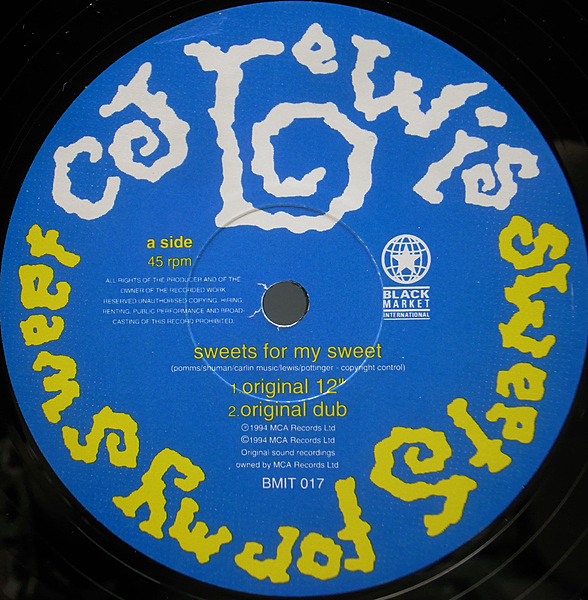 CJ Lewis
sweets for my sweet
a side
45 rpm
ALL RIGHTS OF THE PRODUCER AND OF THE
OWNER OF THE RECORDED WORK
RESERVED UNAUTHORISED COPYING, HIRING,
RENTING, PUBLIC PERFORMANCE AND BROAD-
CASTING OF THIS RECORD PROHIBITED.
BLACK
MARKET
INTERNATIONAL
sweets for my sweet
(pomms/shuman/carlin music/lewis/pottinger - copyright control)
1. original 12"
2. original dub
℗1994 MCA Records Ltd
©1994 MCA Records Ltd
Original sound recordings
owned by MCA Records Ltd
BMIT 017